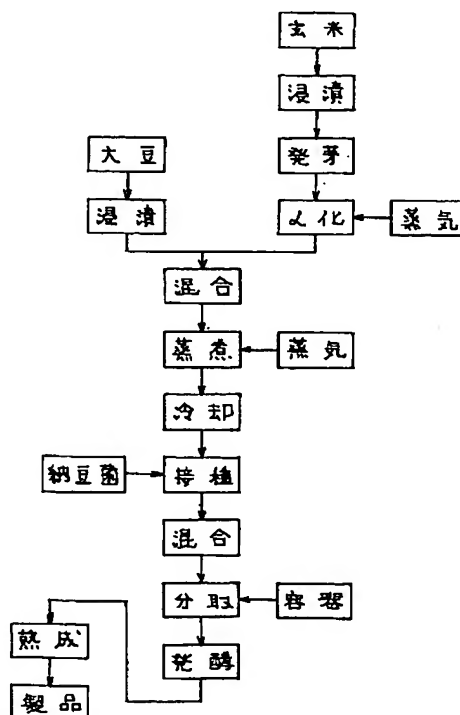 玄米
浸漬
大豆
発芽
浸漬
α化
蒸気
混合
蒸煮
蒸気
冷却
納豆菌
接種
混合
分取
容器
熟成
発酵
製品